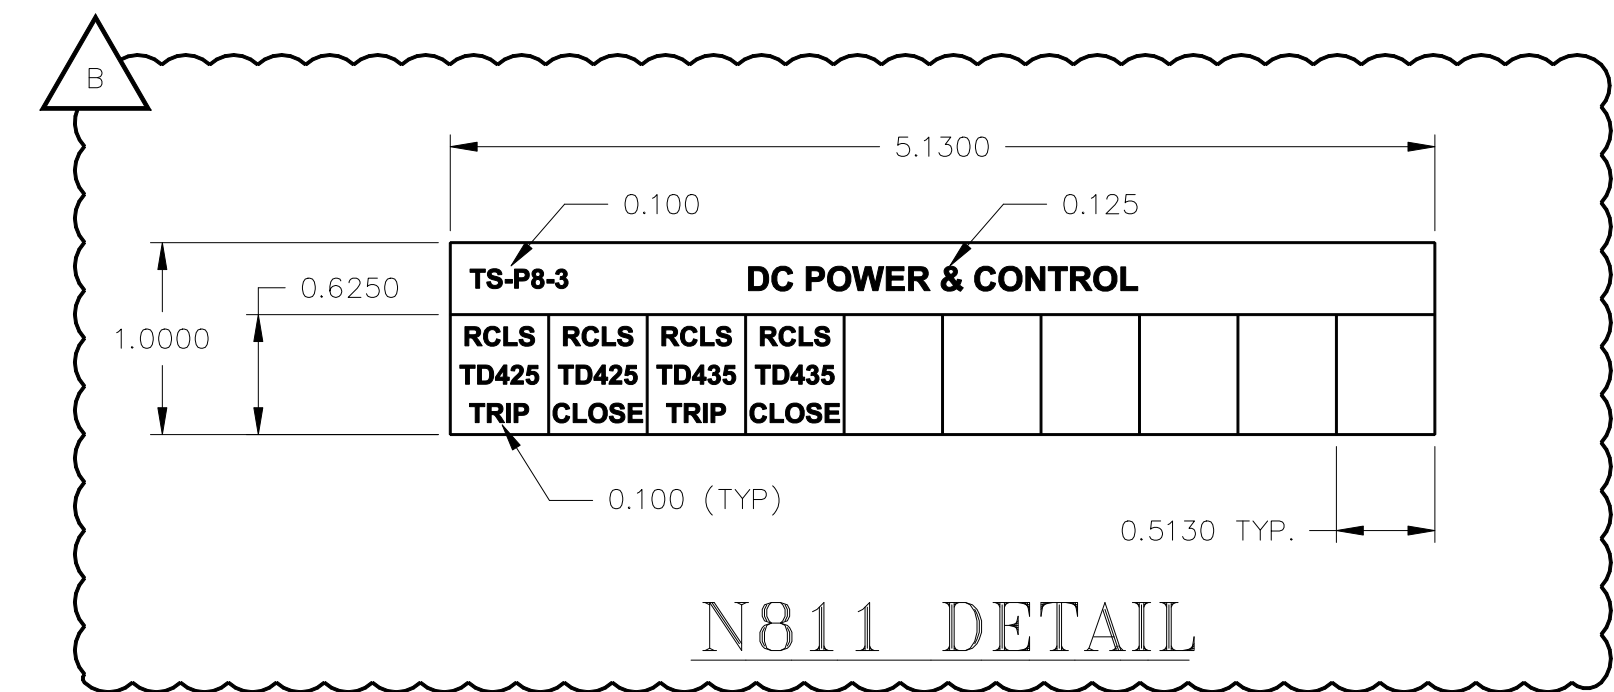 B
5.1300
0.100
0.125
TS-P8-3 DC POWER & CONTROL
0.6250
1.0000
RCLS RCLS RCLS RCLS
TD425 TD425 TD435 TD435
TRIP CLOSE TRIP CLOSE
0.100 (TYP)
0.5130 TYP.
N811 DETAIL